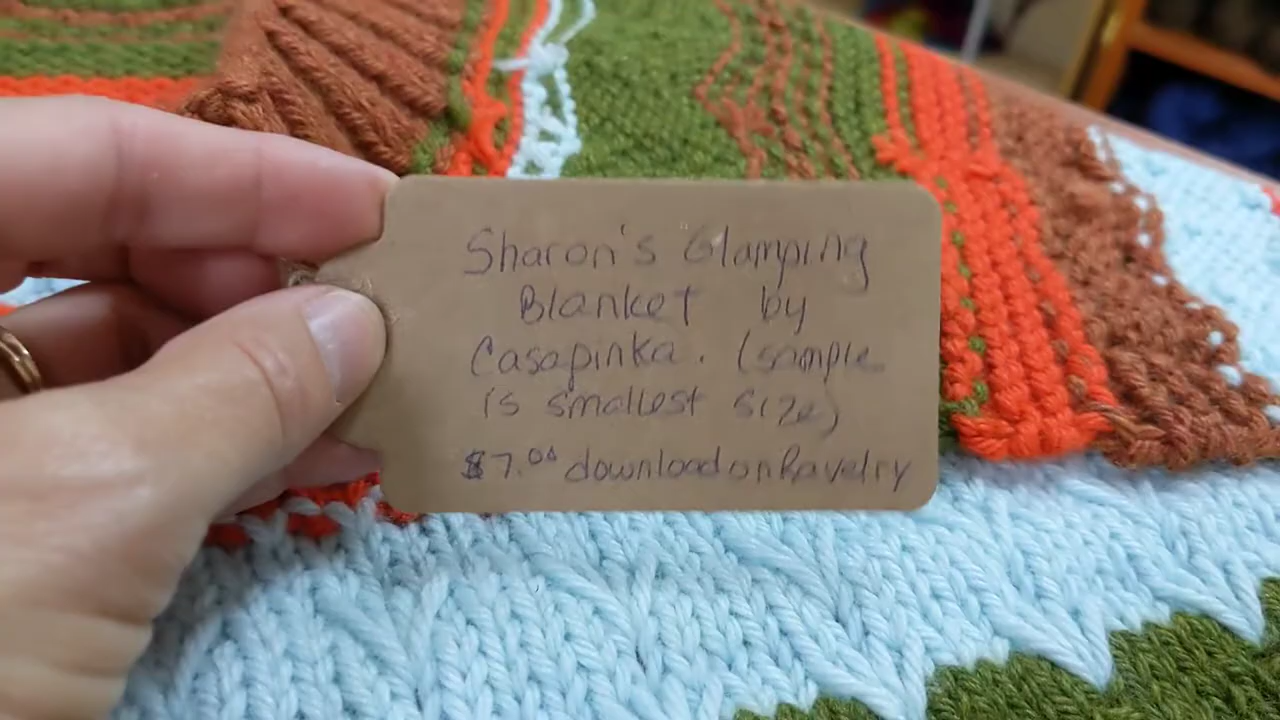 Sharon's Glamping
Blanket by
Casapinka. (sample
is smallest size)
$7.00 download on Ravelry